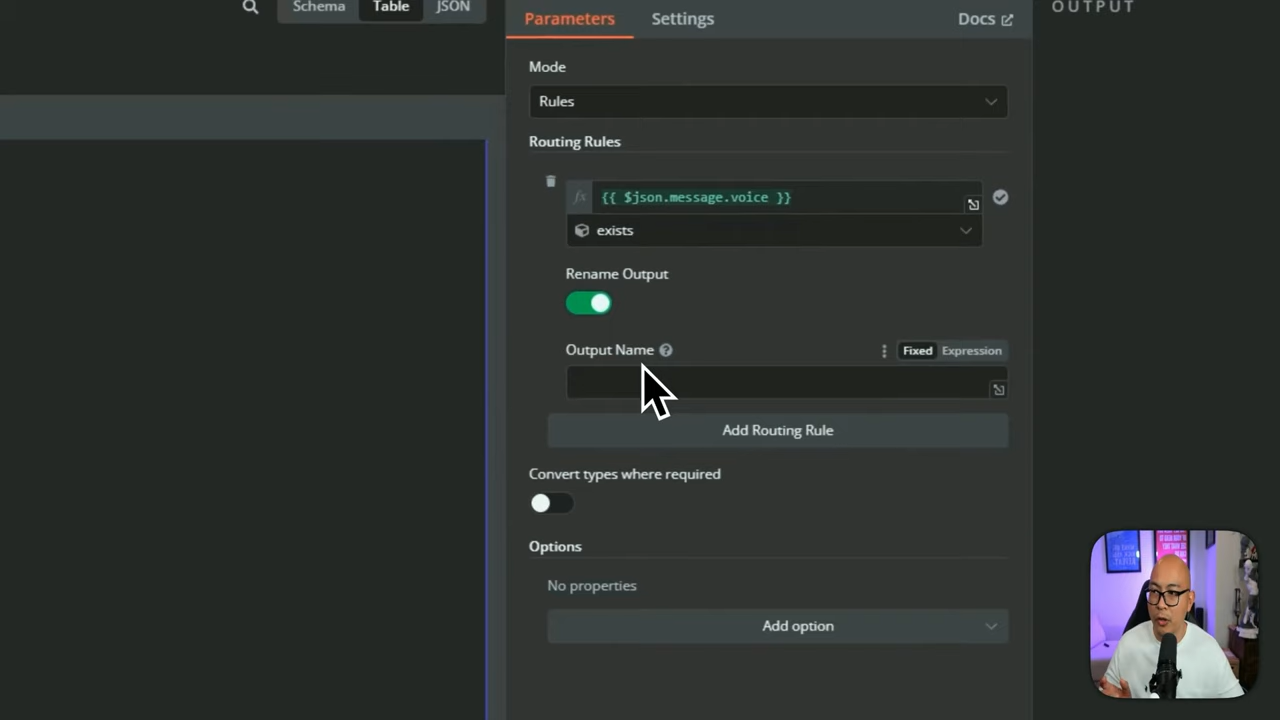 Schema Table JSON
Parameters Settings Docs
OUTPUT
Mode
Rules
Routing Rules
fx {{ $json.message.voice }}
exists
Rename Output
Output Name Fixed Expression
Add Routing Rule
Convert types where required
Options
No properties
Add option